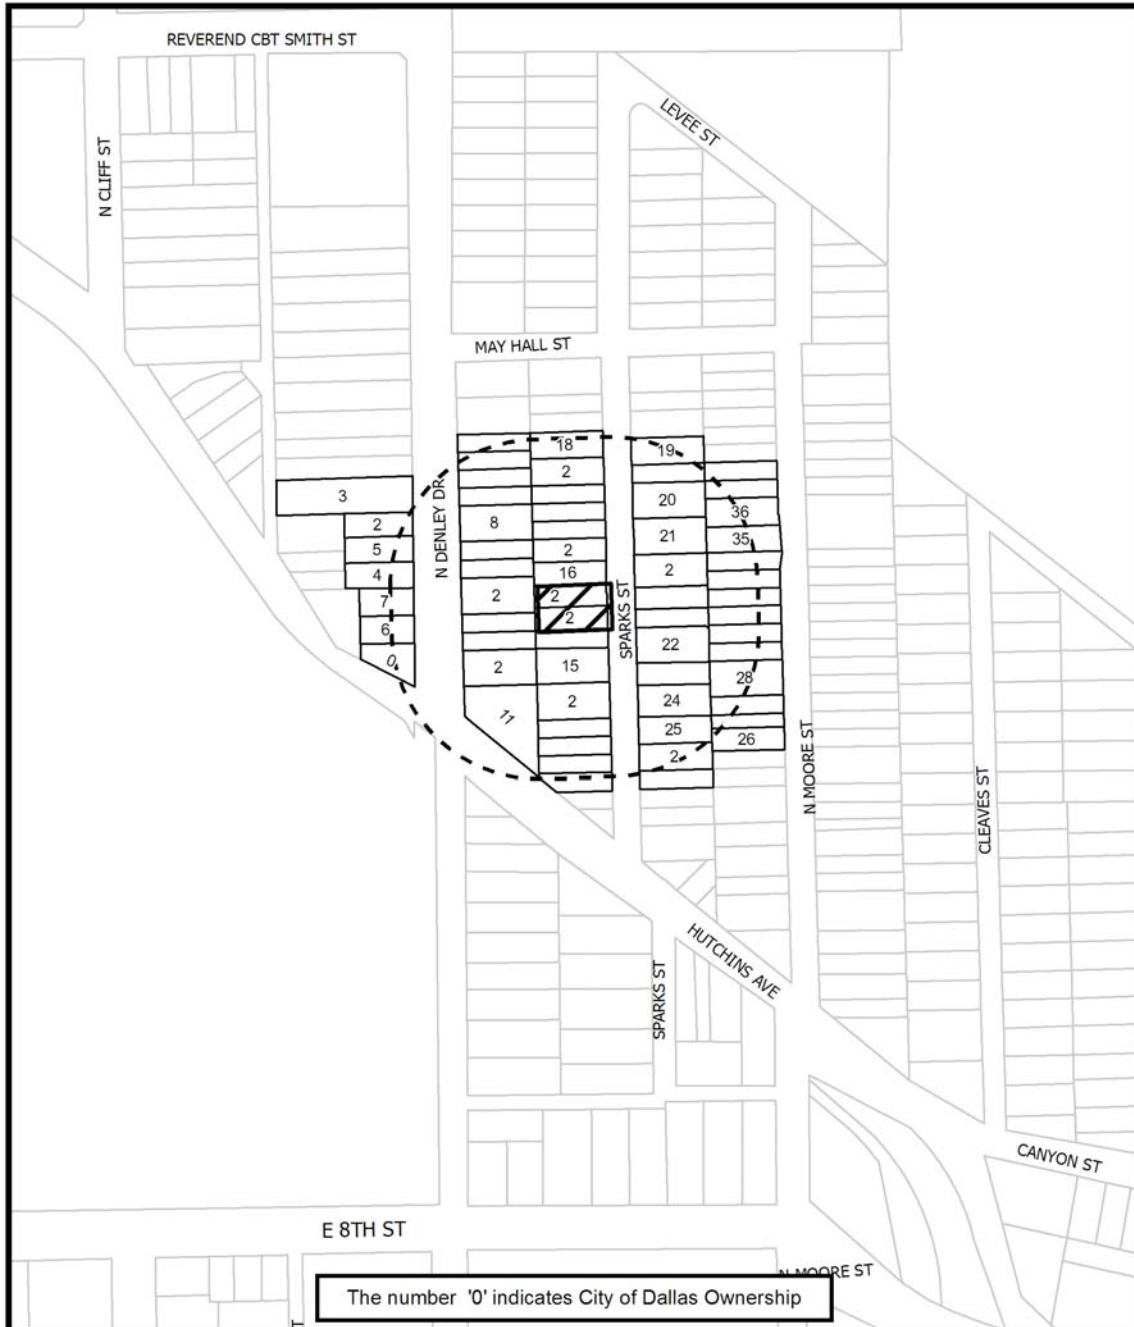 REVEREND CBT SMITH ST
LEVEE ST
N CLIFF ST
MAY HALL ST
18
19
2
3
N DENLEY DR
20
36
2
8
21
35
5
2
2
4
16
2
2
7
2
SPARKS ST
6
22
0
2
15
28
2
24
11
25
26
2
N MOORE ST
CLEAVES ST
HUTCHINS AVE
SPARKS ST
CANYON ST
E 8TH ST
N MOORE ST
The number '0' indicates City of Dallas Ownership